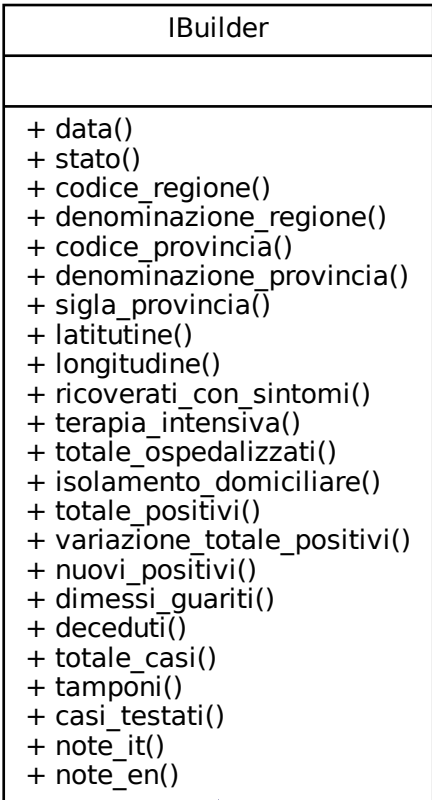 IBuilder
+ data()
+ stato()
+ codice_regione()
+ denominazione_regione()
+ codice_provincia()
+ denominazione_provincia()
+ sigla_provincia()
+ latitutine()
+ longitudine()
+ ricoverati_con_sintomi()
+ terapia_intensiva()
+ totale_ospedalizzati()
+ isolamento_domiciliare()
+ totale_positivi()
+ variazione_totale_positivi()
+ nuovi_positivi()
+ dimessi_guariti()
+ deceduti()
+ totale_casi()
+ tamponi()
+ casi_testati()
+ note_it()
+ note_en()